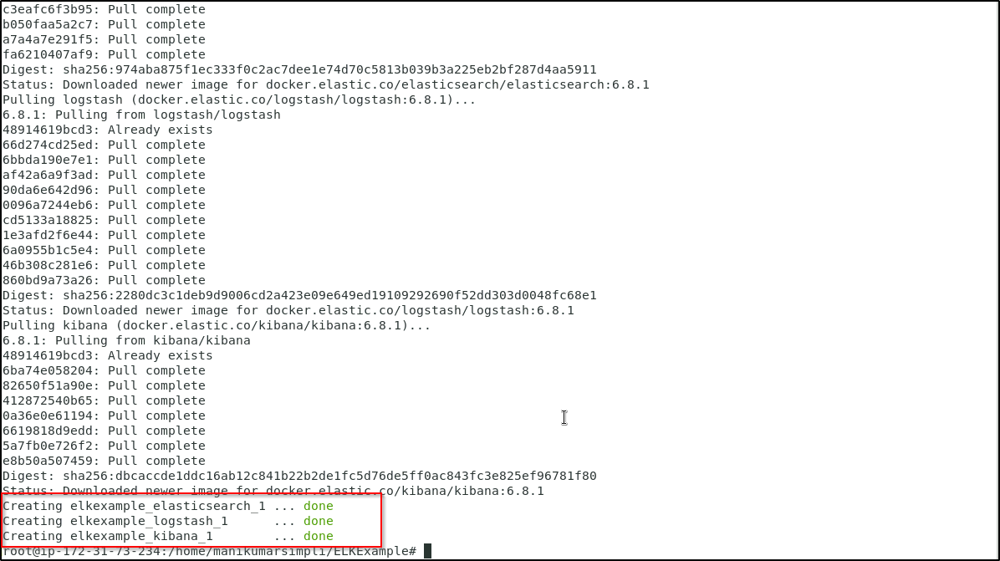 c3eafc6f3b95: Pull complete
b050faa5a2c7: Pull complete
a7a4a7e291f5: Pull complete
fa6210407af9: Pull complete
Digest: sha256:974aba875f1ec333f0c2ac7dee1e74d70c5813b039b3a225eb2bf287d4aa5911
Status: Downloaded newer image for docker.elastic.co/elasticsearch/elasticsearch:6.8.1
Pulling logstash (docker.elastic.co/logstash/logstash:6.8.1)...
6.8.1: Pulling from logstash/logstash
48914619bcd3: Already exists
66d274cd25ed: Pull complete
6bbda190e7e1: Pull complete
af42a6a9f3ad: Pull complete
90da6e642d96: Pull complete
0096a7244eb6: Pull complete
cd5133a18825: Pull complete
1e3afd2f6e44: Pull complete
6a0955b1c5e4: Pull complete
46b308c281e6: Pull complete
860bd9a73a26: Pull complete
Digest: sha256:2280dc3c1deb9d9006cd2a423e09e649ed19109292690f52dd303d0048fc68e1
Status: Downloaded newer image for docker.elastic.co/logstash/logstash:6.8.1
Pulling kibana (docker.elastic.co/kibana/kibana:6.8.1)...
6.8.1: Pulling from kibana/kibana
48914619bcd3: Already exists
6ba74e058204: Pull complete
82650f51a90e: Pull complete
412872540b65: Pull complete
0a36e0e61194: Pull complete
6619818d9edd: Pull complete
5a7fb0e726f2: Pull complete
e8b50a507459: Pull complete
Digest: sha256:dbcaccde1ddc16ab12c841b22b2de1fc5d76de5ff0ac843fc3e825ef96781f80
Status: Downloaded newer image for docker.elastic.co/kibana/kibana:6.8.1
Creating elkexample_elasticsearch_1 ... done
Creating elkexample_logstash_1      ... done
Creating elkexample_kibana_1        ... done
root@ip-172-31-73-234:/home/manikumarsimpli/ELKExample#